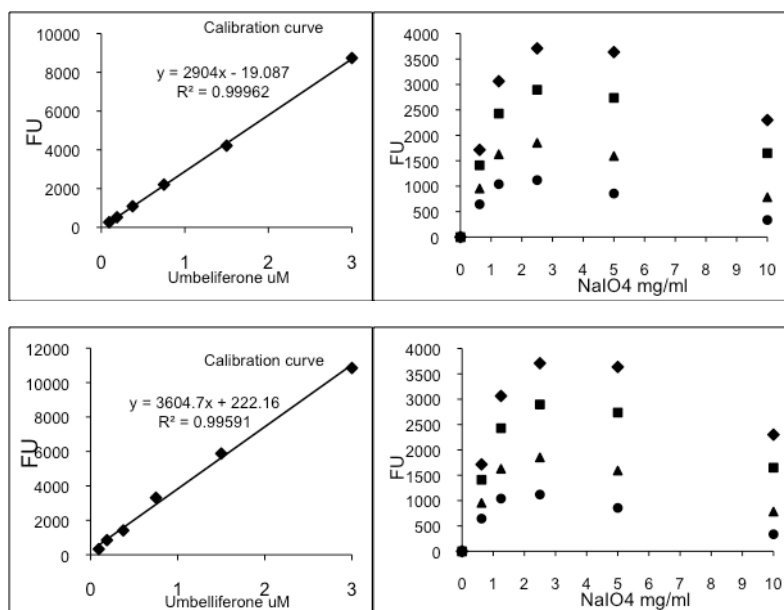 Calibration curve
y = 2904x - 19.087
R² = 0.99962
10000
8000
6000
4000
2000
0
FU
0 1 2 3
Umbeliferone uM
4000
3500
3000
2500
2000
1500
1000
500
0
FU
0 1 2 3 4 5 6 7 8 9 10
NaIO4 mg/ml
Calibration curve
y = 3604.7x + 222.16
R² = 0.99591
12000
10000
8000
6000
4000
2000
0
FU
0 1 2 3
Umbelliferone uM
4000
3500
3000
2500
2000
1500
1000
500
0
FU
0 1 2 3 4 5 6 7 8 9 10
NaIO4 mg/ml